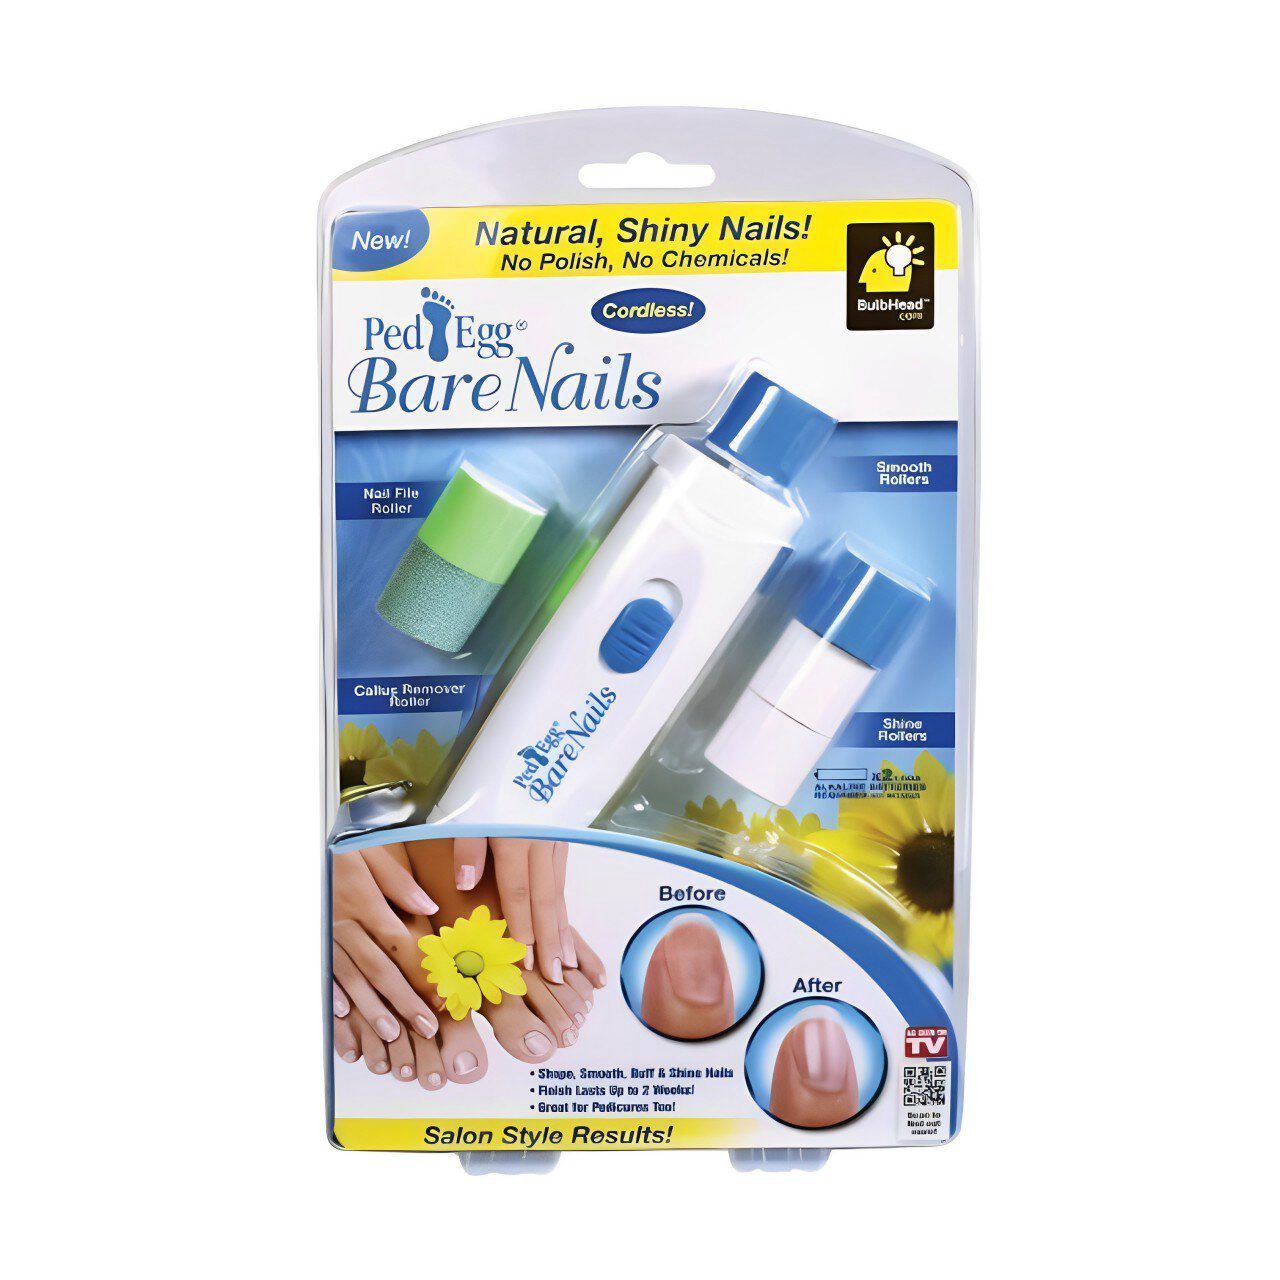 New!
Natural, Shiny Nails!
No Polish, No Chemicals!
BulbHead™
.com
Cordless!
Ped Egg®
Bare Nails
Smooth
Rollers
Nail File
Roller
Callus Remover
Roller
Shine
Rollers
Ped Egg®
Bare Nails
Before
After
• Shape, Smooth, Buff & Shine Nails
• Finish Lasts Up to 2 Weeks!
• Great for Pedicures Too!
TV
Salon Style Results!